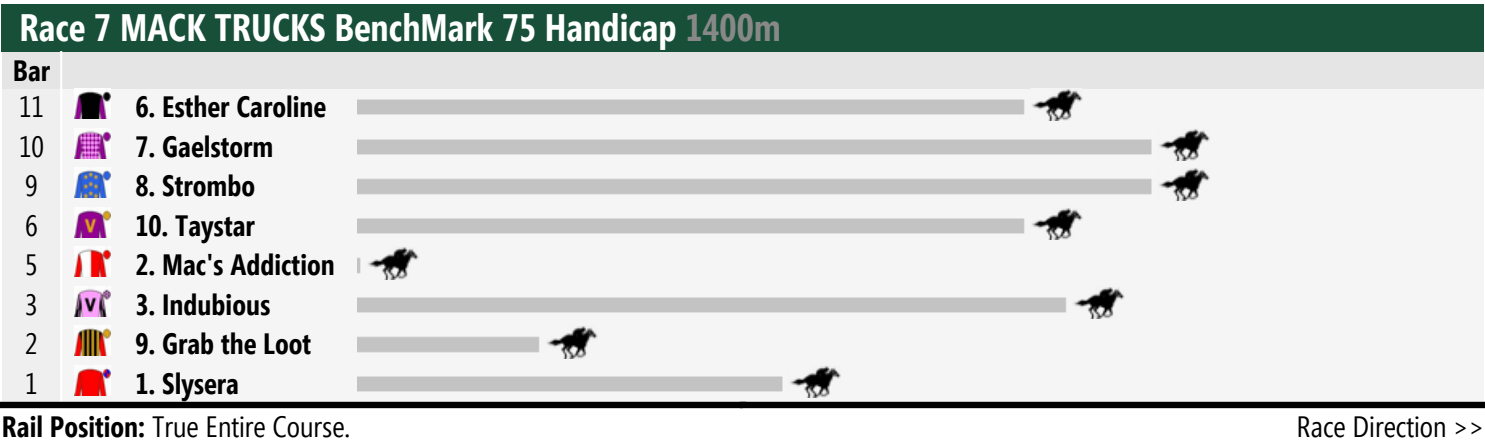 Race 7 MACK TRUCKS BenchMark 75 Handicap 1400m
Bar
11 6. Esther Caroline
10 7. Gaelstorm
9 8. Strombo
6 V 10. Taystar
5 2. Mac's Addiction
3 V 3. Indubious
2 9. Grab the Loot
1 1. Slysera
Rail Position: True Entire Course. Race Direction >>